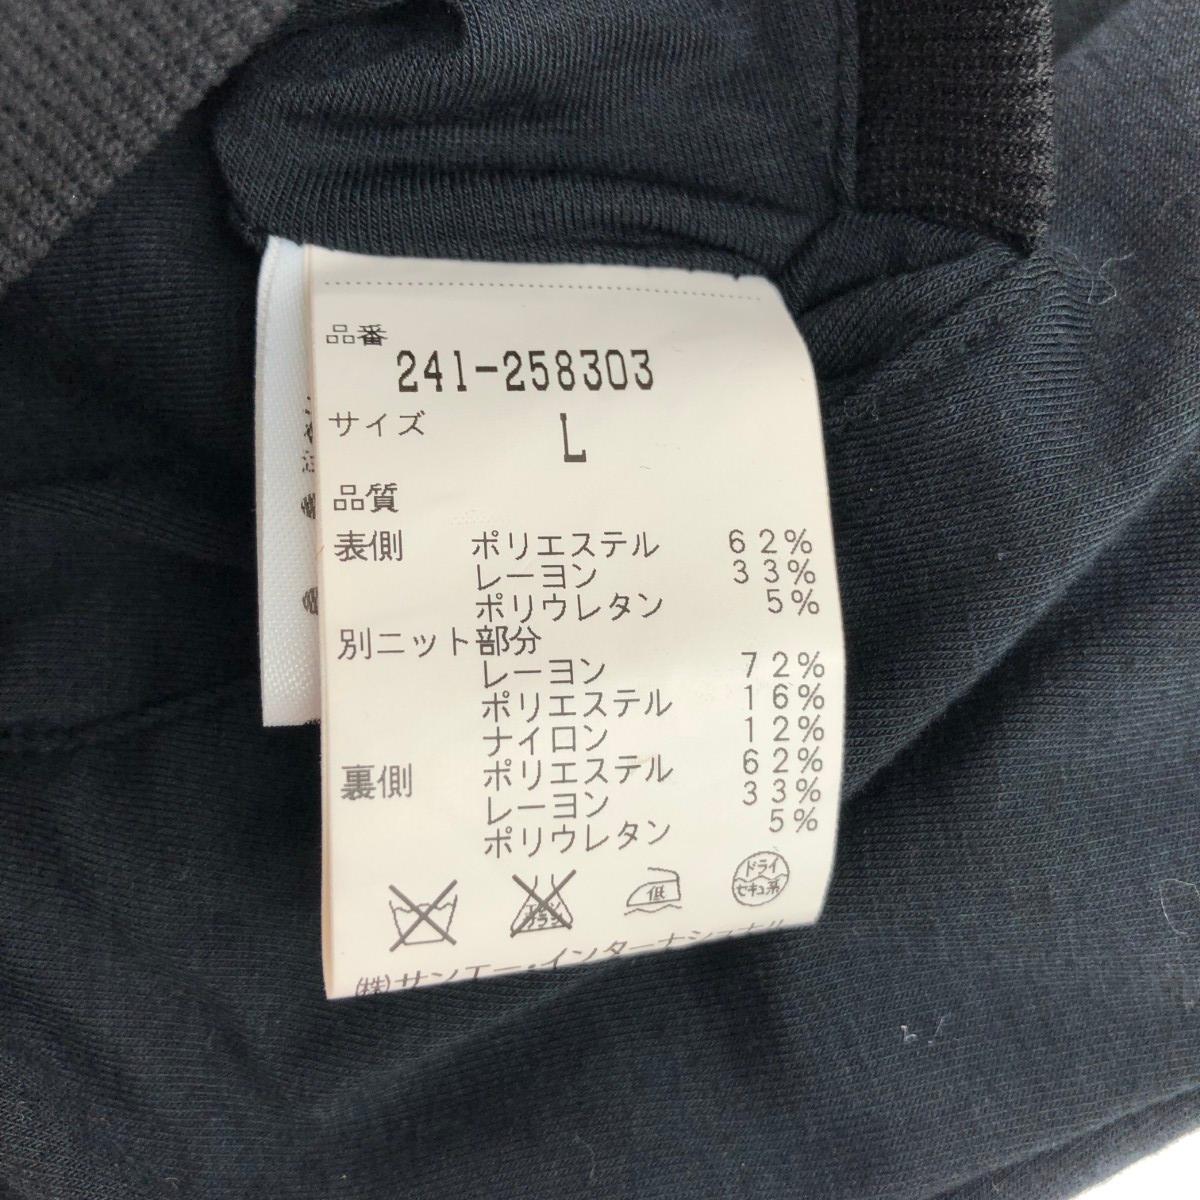 品番
241-258303
サイズ L
品質
表側 ポリエステル 62%
レーヨン 33%
ポリウレタン 5%
別ニット部分
レーヨン 72%
ポリエステル 16%
ナイロン 12%
裏側 ポリエステル 62%
レーヨン 33%
ポリウレタン 5%
低
ドライ
セキユ系
(株)サンエー・インターナショナル